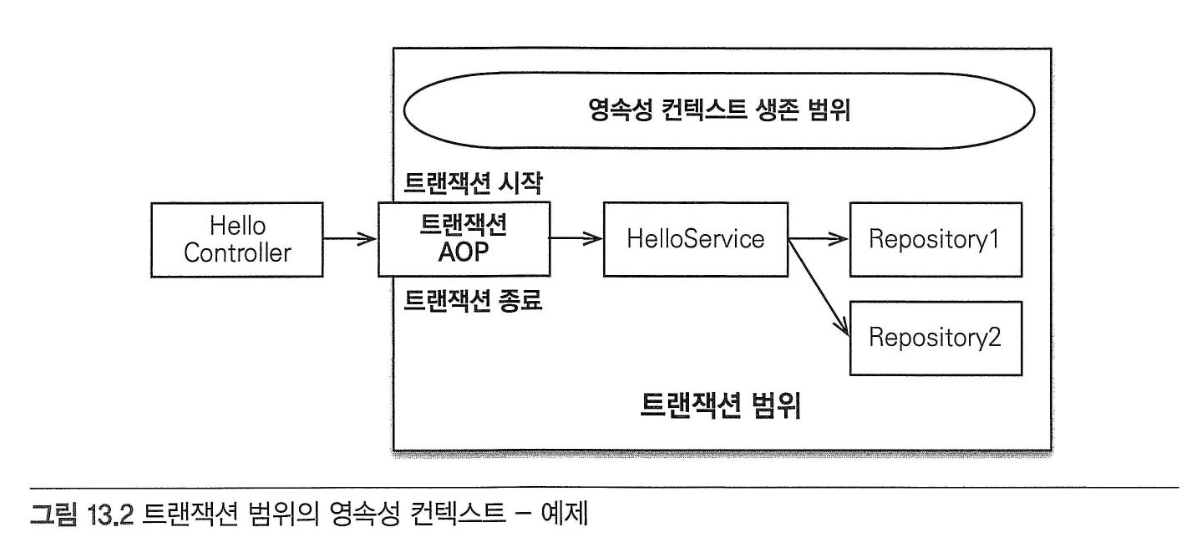 영속성 컨텍스트 생존 범위
트랜잭션 시작
Hello
Controller
트랜잭션
AOP
HelloService
Repository1
트랜잭션 종료
Repository2
트랜잭션 범위
그림 13.2 트랜잭션 범위의 영속성 컨텍스트 – 예제